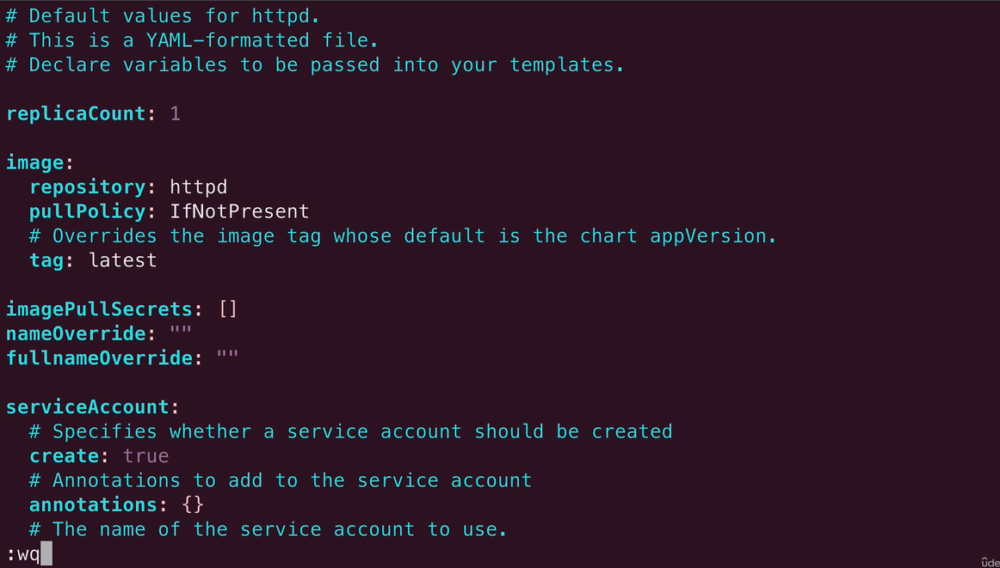 # Default values for httpd.
# This is a YAML-formatted file.
# Declare variables to be passed into your templates.
replicaCount: 1
image:
  repository: httpd
  pullPolicy: IfNotPresent
  # Overrides the image tag whose default is the chart appVersion.
  tag: latest
imagePullSecrets: []
nameOverride: ""
fullnameOverride: ""
serviceAccount:
  # Specifies whether a service account should be created
  create: true
  # Annotations to add to the service account
  annotations: {}
  # The name of the service account to use.
:wq